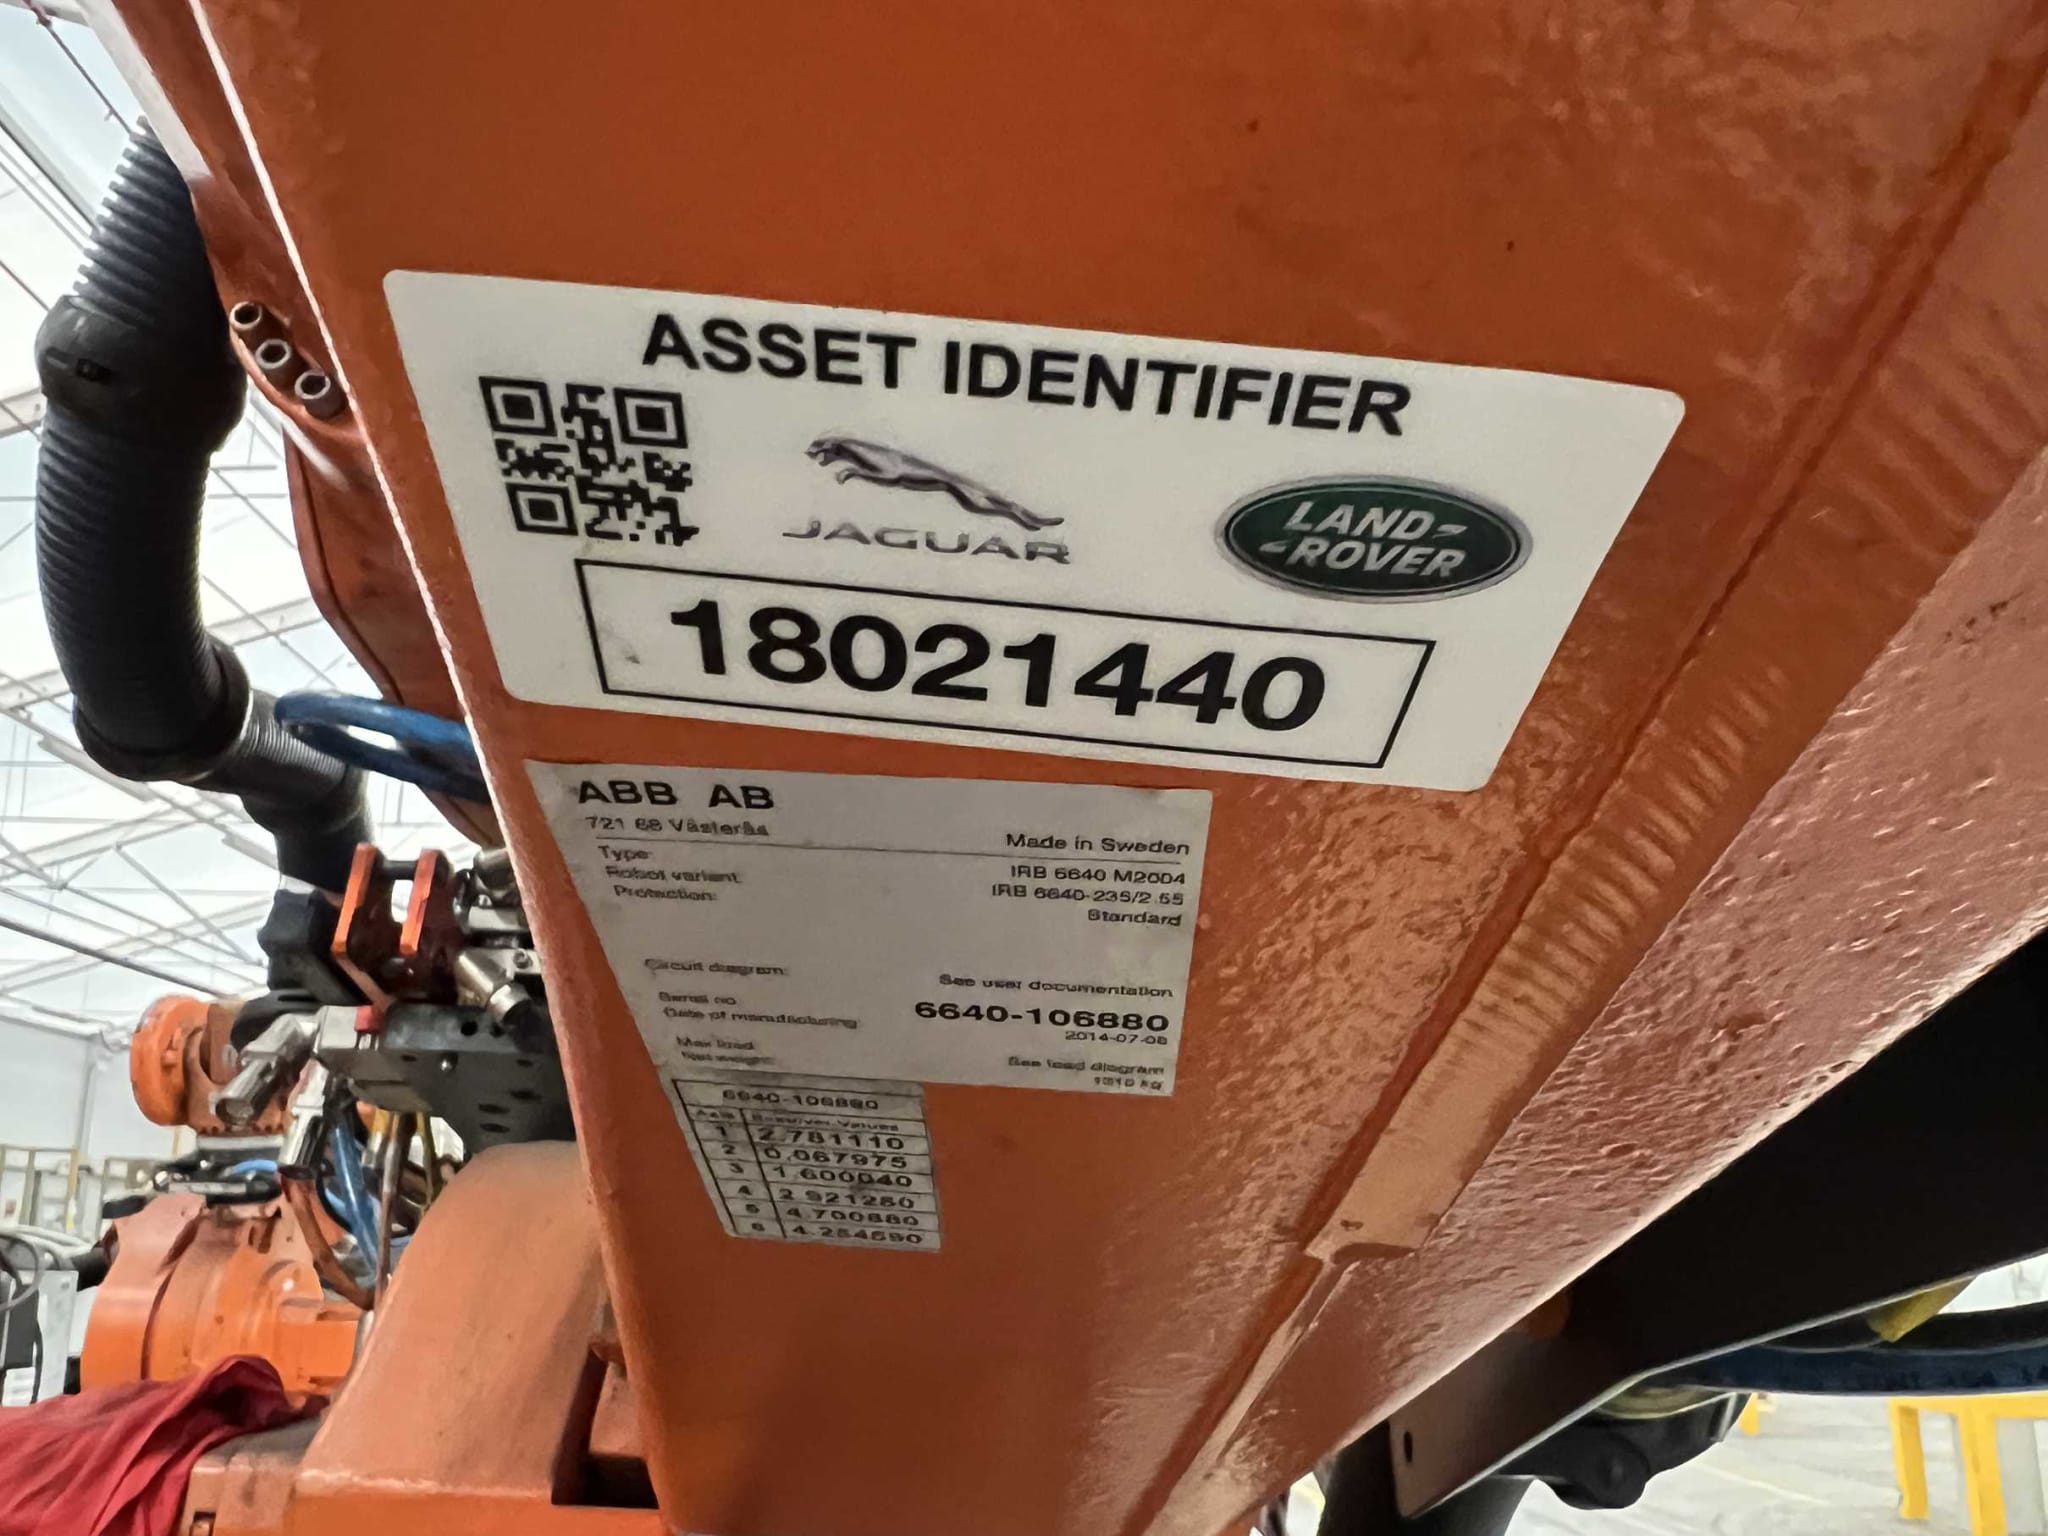 ASSET IDENTIFIER
JAGUAR
LAND-
-ROVER
18021440
ABB AB
721 68 Västerås
Made in Sweden
Type: IRB 6640 M2004
Robot variant: IRB 6640-235/2.55
Protection: Standard
Circuit diagram: See user documentation
Serial no 6640-106880
Date of manufacturing: 2014-07-08
Max load: See load diagram
Net weight: 1310 kg
6640-106880
Axis Resolver Values
1 2.781110
2 0.067975
3 1.600040
4 2.921250
5 4.700880
6 4.254590